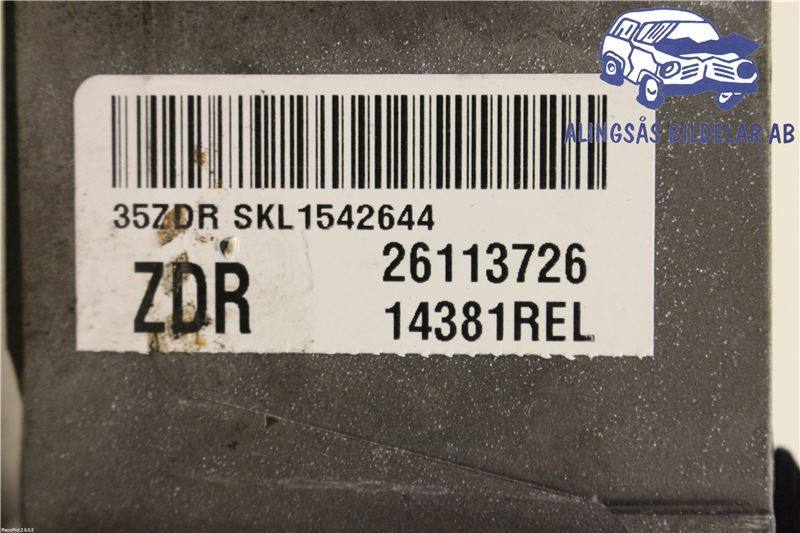 ALINGSÅS BILDELAR AB
35ZDR SKL1542644
ZDR 26113726
14381REL